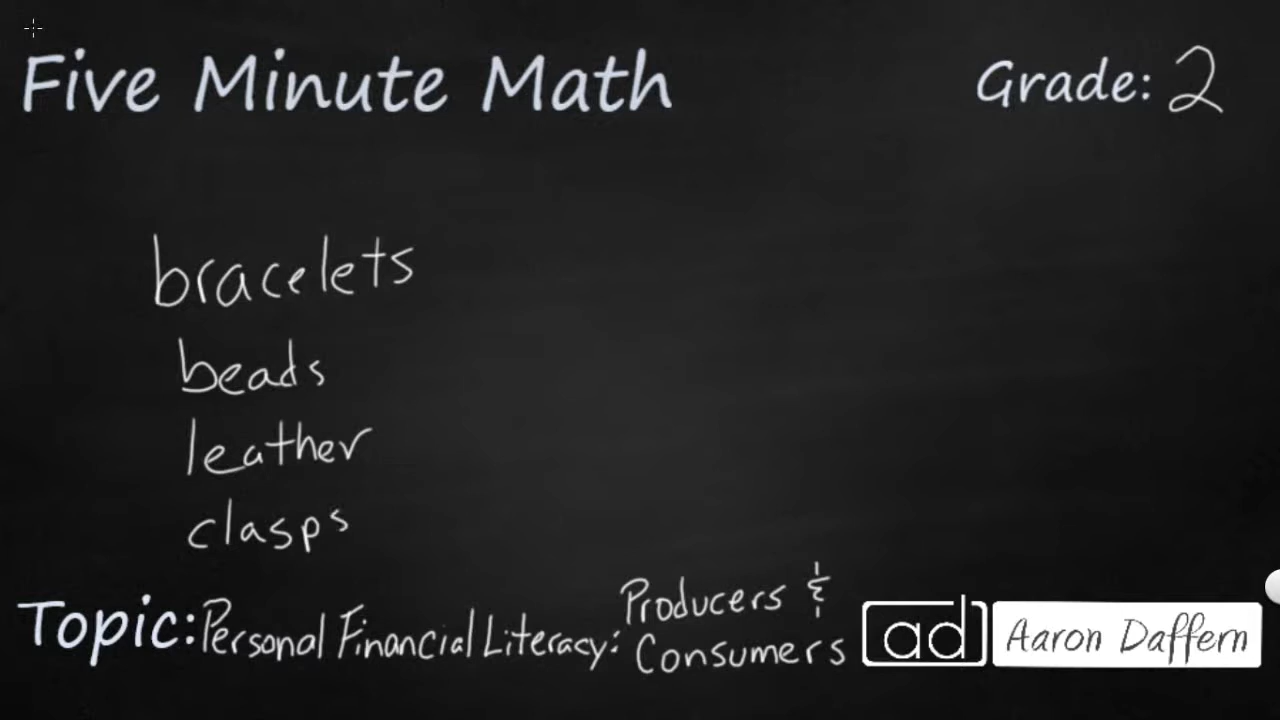 Five Minute Math
Grade: 2
bracelets
beads
leather
clasps
Topic: Personal Financial Literacy: Producers &
Consumers
ad Aaron Daffern